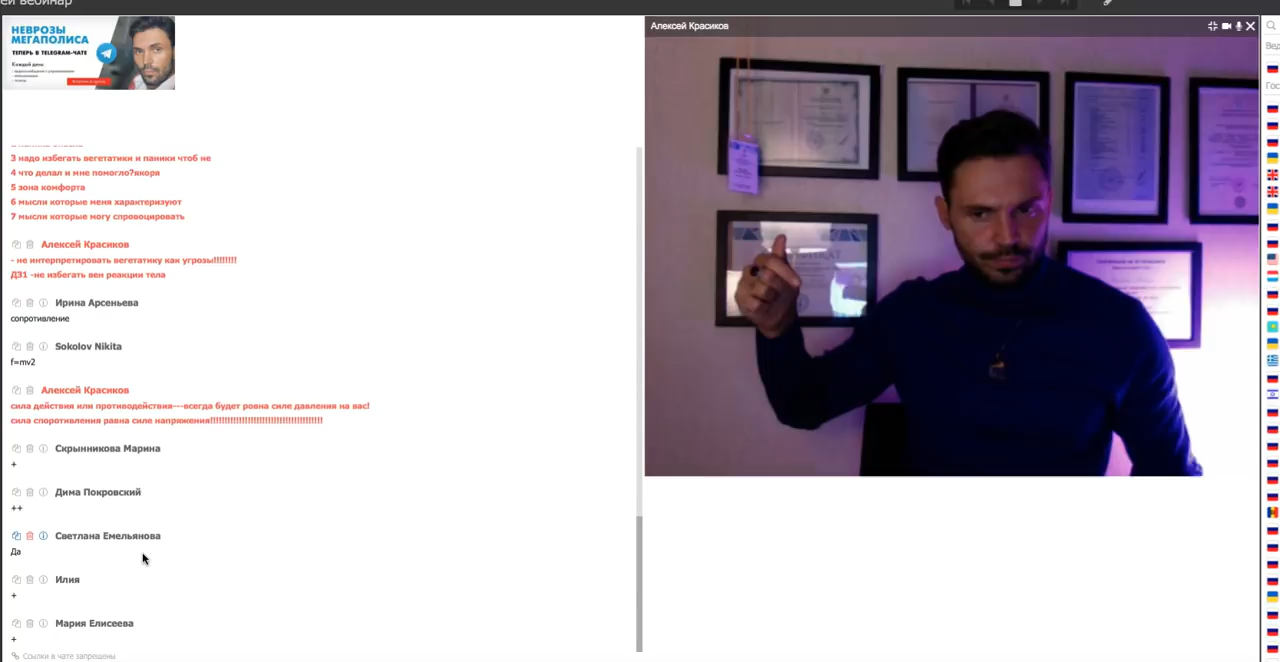 ей вебинар
НЕВРОЗЫ
МЕГАПОЛИСА
ТЕПЕРЬ В TELEGRAM-ЧАТЕ
Каждый день:
3 надо избегать вегетатики и паники чтоб не
4 что делал и мне помогло?якоря
5 зона комфорта
6 мысли которые меня характеризуют
7 мысли которые могу спровоцировать
Алексей Красиков
- не интерпретировать вегетатику как угрозы!!!!!!!!
ДЗ1 -не избегать вен реакции тела
Ирина Арсеньева
сопротивление
Sokolov Nikita
f=mv2
Алексей Красиков
сила действия или противодействия---всегда будет ровна силе давления на вас!
сила споротивления равна силе напряжения!!!!!!!!!!!!!!!!!!!!!!!!!!!!!!!!!!!!!!!
Скрынникова Марина
+
Дима Покровский
++
Светлана Емельянова
Да
Илия
+
Мария Елисеева
+
Ссылки в чате запрещены
Алексей Красиков
Вед
Гос